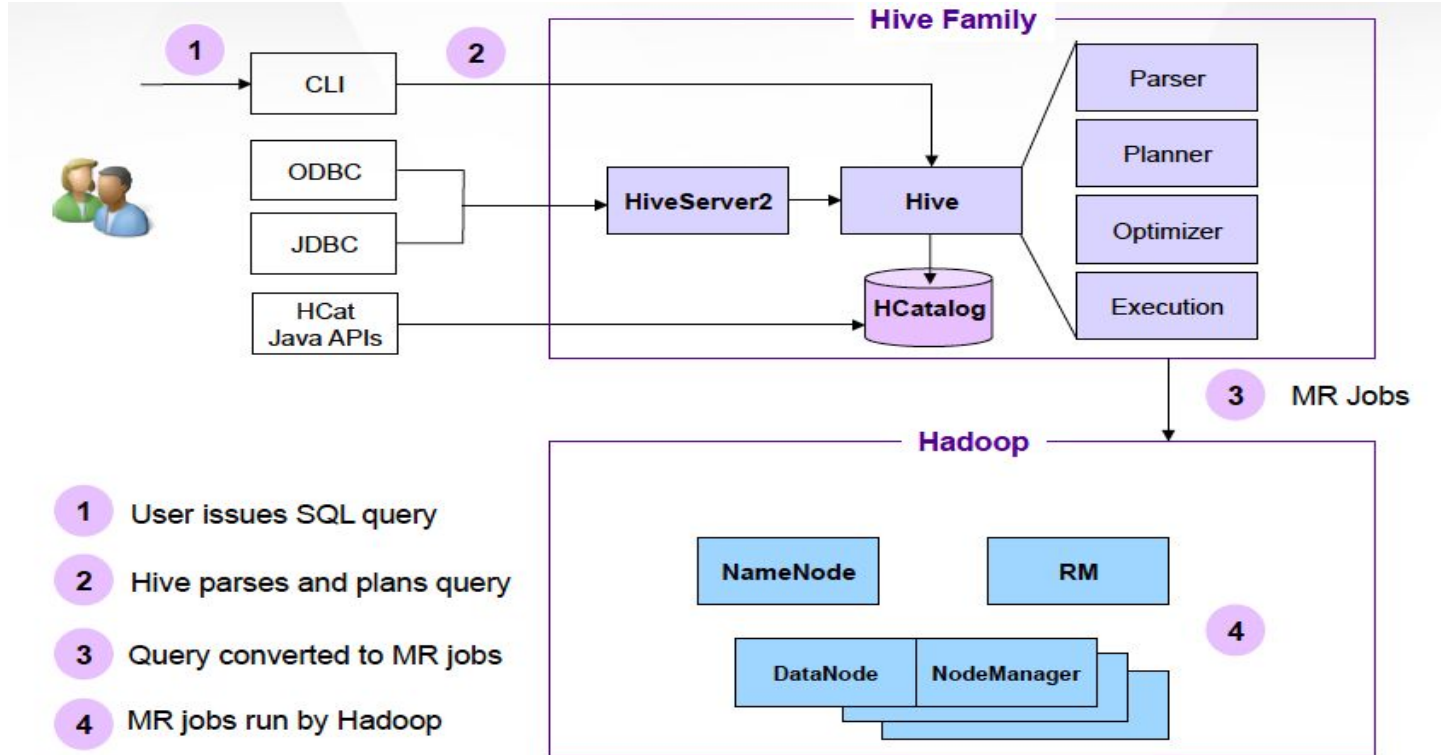 Hive Family
1
2
CLI
Parser
ODBC
Planner
HiveServer2
Hive
JDBC
Optimizer
HCat
Java APIs
HCatalog
Execution
3 MR Jobs
Hadoop
1 User issues SQL query
2 Hive parses and plans query
3 Query converted to MR jobs
4 MR jobs run by Hadoop
NameNode
RM
4
DataNode
NodeManager